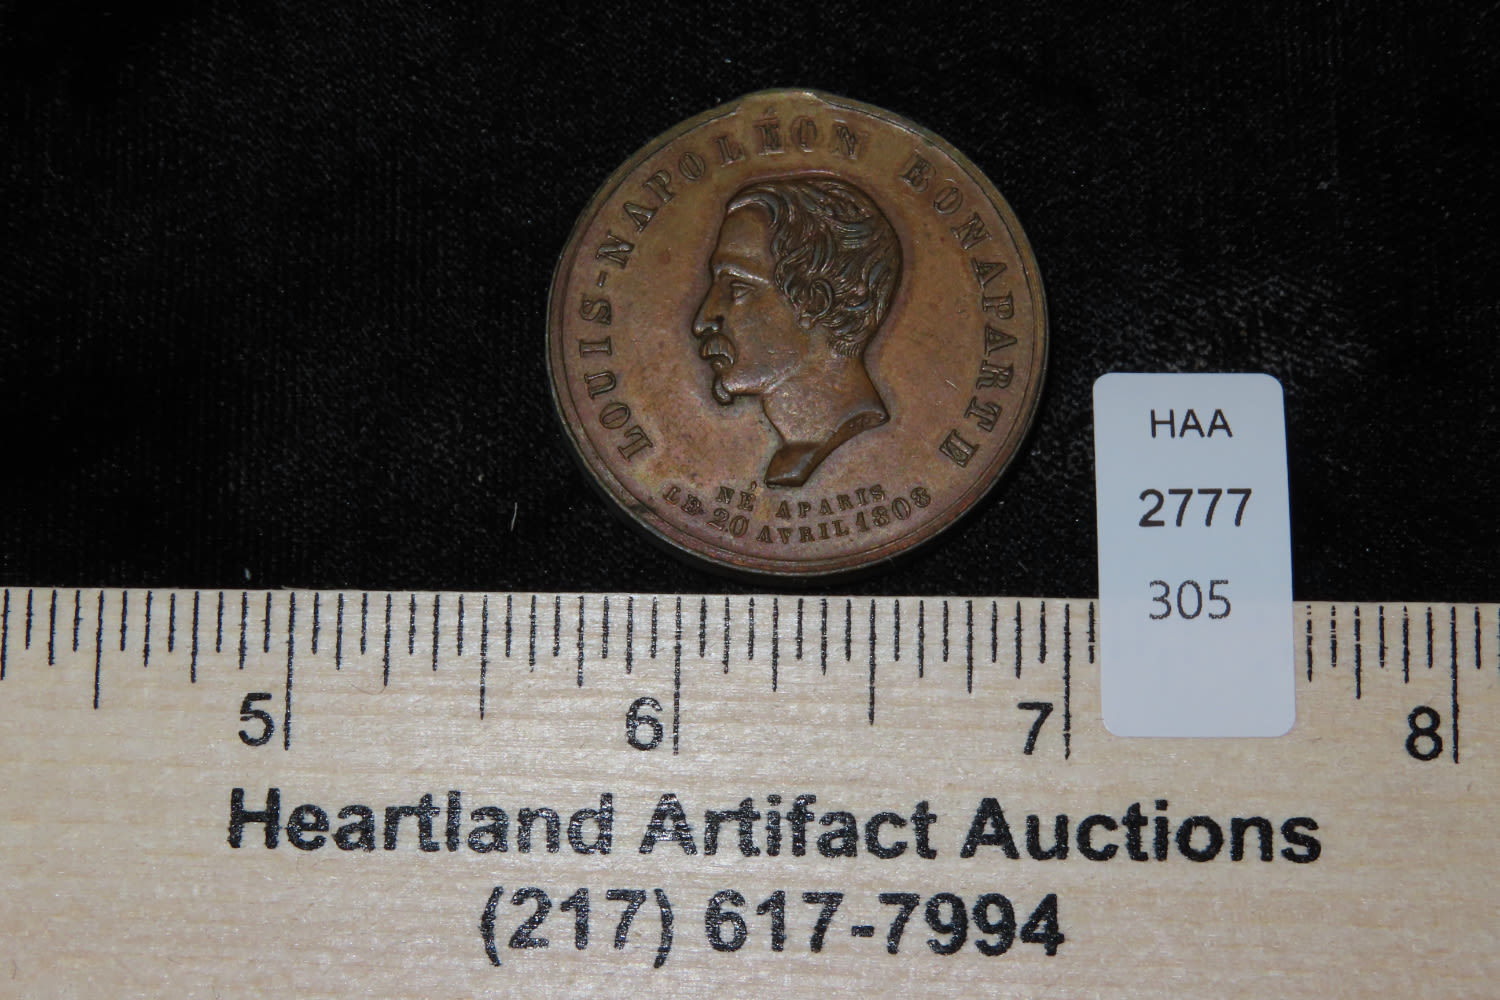 LOUIS-NAPOLÉON BONAPARTE
NÉ A PARIS
LE 20 AVRIL 1808
HAA
2777
305
5 6 7 8
Heartland Artifact Auctions
(217) 617-7994